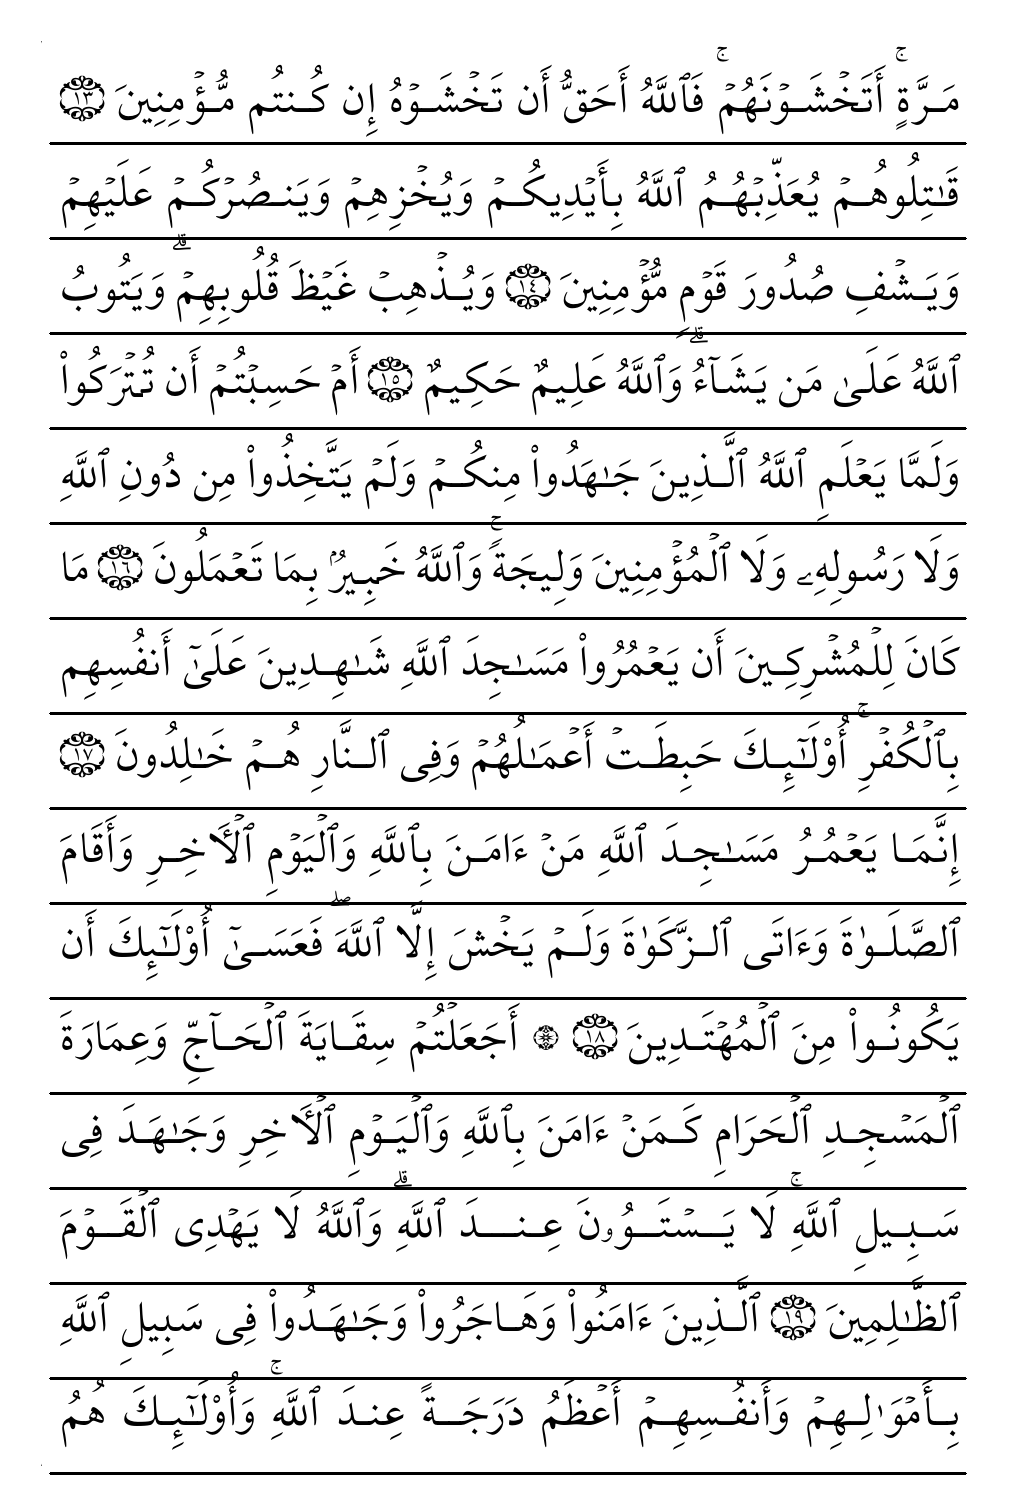 مَرَّةٍۚ أَتَخۡشَوۡنَهُمۡۚ فَٱللَّهُ أَحَقُّ أَن تَخۡشَوۡهُ إِن كُنتُم مُّؤۡمِنِينَ ١٣
قَٰتِلُوهُمۡ يُعَذِّبۡهُمُ ٱللَّهُ بِأَيۡدِيكُمۡ وَيُخۡزِهِمۡ وَيَنصُرۡكُمۡ عَلَيۡهِمۡ
وَيَشۡفِ صُدُورَ قَوۡمٖ مُّؤۡمِنِينَ ١٤ وَيُذۡهِبۡ غَيۡظَ قُلُوبِهِمۡۗ وَيَتُوبُ
ٱللَّهُ عَلَىٰ مَن يَشَآءُۗ وَٱللَّهُ عَلِيمٌ حَكِيمٌ ١٥ أَمۡ حَسِبۡتُمۡ أَن تُتۡرَكُواْ
وَلَمَّا يَعۡلَمِ ٱللَّهُ ٱلَّذِينَ جَٰهَدُواْ مِنكُمۡ وَلَمۡ يَتَّخِذُواْ مِن دُونِ ٱللَّهِ
وَلَا رَسُولِهِۦ وَلَا ٱلۡمُؤۡمِنِينَ وَلِيجَةٗۚ وَٱللَّهُ خَبِيرُۢ بِمَا تَعۡمَلُونَ ١٦ مَا
كَانَ لِلۡمُشۡرِكِينَ أَن يَعۡمُرُواْ مَسَٰجِدَ ٱللَّهِ شَٰهِدِينَ عَلَىٰٓ أَنفُسِهِم
بِٱلۡكُفۡرِۚ أُوْلَٰٓئِكَ حَبِطَتۡ أَعۡمَٰلُهُمۡ وَفِي ٱلنَّارِ هُمۡ خَٰلِدُونَ ١٧
إِنَّمَا يَعۡمُرُ مَسَٰجِدَ ٱللَّهِ مَنۡ ءَامَنَ بِٱللَّهِ وَٱلۡيَوۡمِ ٱلۡأٓخِرِ وَأَقَامَ
ٱلصَّلَوٰةَ وَءَاتَى ٱلزَّكَوٰةَ وَلَمۡ يَخۡشَ إِلَّا ٱللَّهَۖ فَعَسَىٰٓ أُوْلَٰٓئِكَ أَن
يَكُونُواْ مِنَ ٱلۡمُهۡتَدِينَ ١٨ ۞ أَجَعَلۡتُمۡ سِقَايَةَ ٱلۡحَآجِّ وَعِمَارَةَ
ٱلۡمَسۡجِدِ ٱلۡحَرَامِ كَمَنۡ ءَامَنَ بِٱللَّهِ وَٱلۡيَوۡمِ ٱلۡأٓخِرِ وَجَٰهَدَ فِي
سَبِيلِ ٱللَّهِۚ لَا يَسۡتَوُۥنَ عِندَ ٱللَّهِۗ وَٱللَّهُ لَا يَهۡدِي ٱلۡقَوۡمَ
ٱلظَّٰلِمِينَ ١٩ ٱلَّذِينَ ءَامَنُواْ وَهَاجَرُواْ وَجَٰهَدُواْ فِي سَبِيلِ ٱللَّهِ
بِأَمۡوَٰلِهِمۡ وَأَنفُسِهِمۡ أَعۡظَمُ دَرَجَةً عِندَ ٱللَّهِۚ وَأُوْلَٰٓئِكَ هُمُ